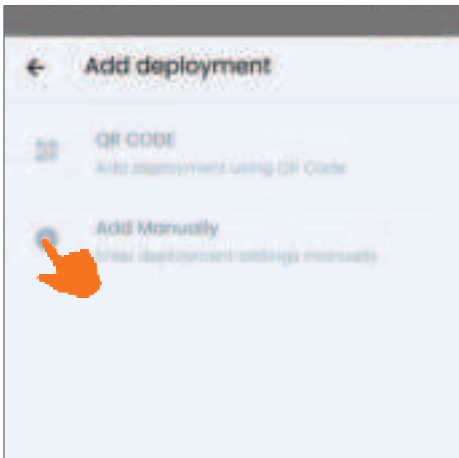 Add deployment
QR CODE
Add deployment using QR Code
Add Manually
Enter deployment settings manually